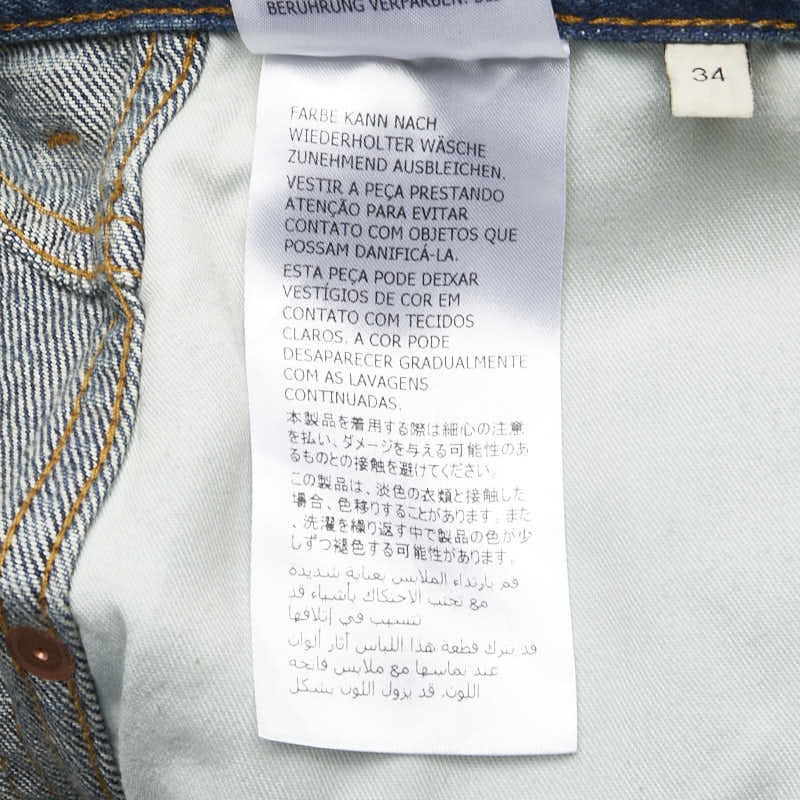 BERÜHRUNG VERFÄRBEN.
34
FARBE KANN NACH
WIEDERHOLTER WÄSCHE
ZUNEHMEND AUSBLEICHEN.
VESTIR A PEÇA PRESTANDO
ATENÇÃO PARA EVITAR
CONTATO COM OBJETOS QUE
POSSAM DANIFICÁ-LA.
ESTA PEÇA PODE DEIXAR
VESTÍGIOS DE COR EM
CONTATO COM TECIDOS
CLAROS. A COR PODE
DESAPARECER GRADUALMENTE
COM AS LAVAGENS
CONTINUADAS.
本製品を着用する際は細心の注意
を払い、ダメージを与える可能性のあ
るものとの接触を避けてください。
この製品は、淡色の衣類と接触した
場合、色移りすることがあります。また
、洗濯を繰り返す中で製品の色が少
しずつ褪色する可能性があります。
قم بارتداء الملابس بعناية شديدة
مع تجنب الاحتكاك بأشياء قد
تتسبب في إتلافها
قد تترك قطعة هذا اللباس آثار ألوان
عند تماسها مع ملابس فاتحة
اللون. قد يزول اللون بشكل